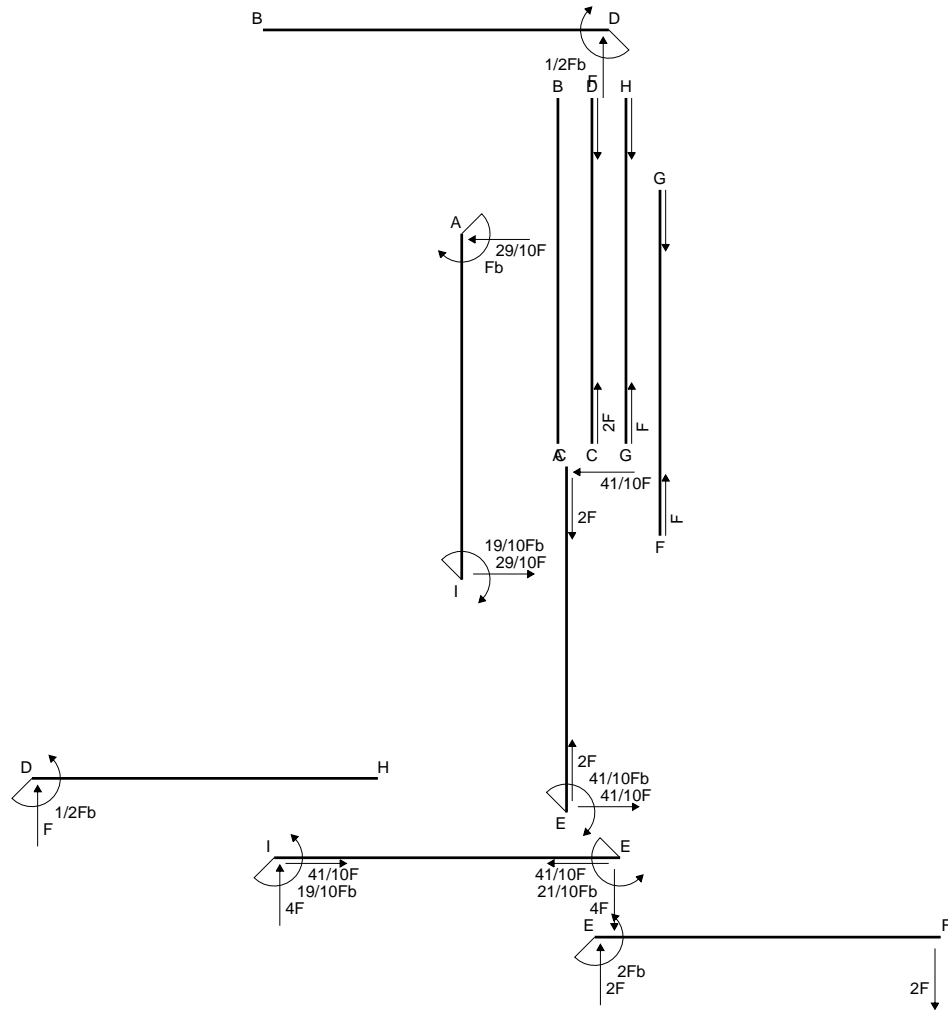 B
D
1/2Fb
F
B
D
H
G
A
29/10F
Fb
2F
F
A
C
C
G
41/10F
F
F
2F
19/10Fb
29/10F
I
2F
41/10Fb
41/10F
E
D
H
1/2Fb
F
I
E
41/10F
19/10Fb
4F
41/10F
21/10Fb
4F
E
F
2Fb
2F
2F